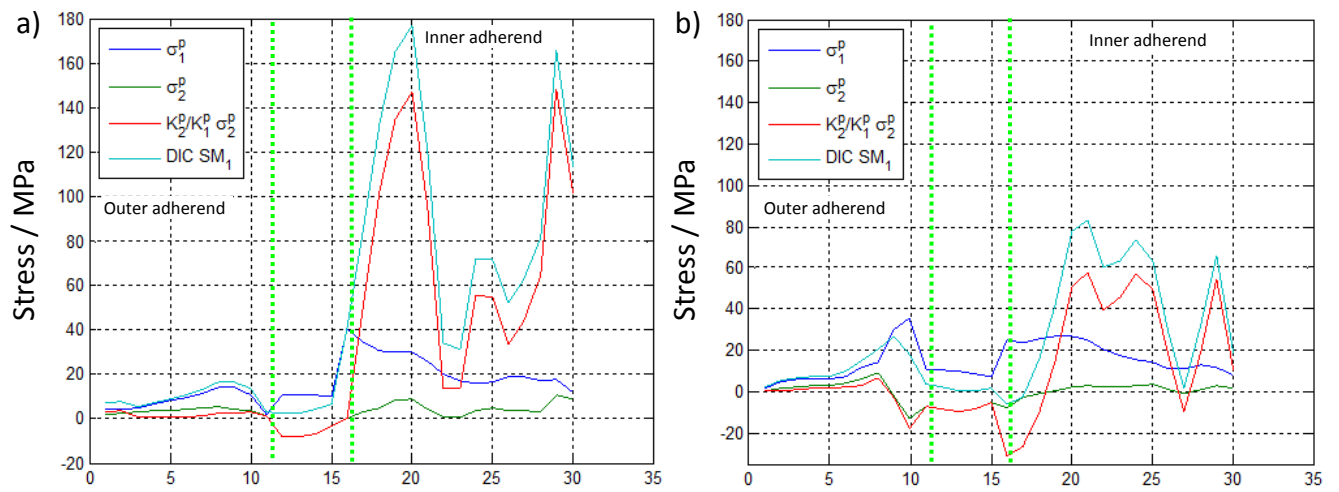 a)
Stress / MPa
180
160
140
120
100
80
60
40
20
0
-20
0 5 10 15 20 25 30 35
σ₁ᵖ
σ₂ᵖ
K₂ᵖ/K₁ᵖ σ₂ᵖ
DIC SM₁
Outer adherend
Inner adherend
b)
Stress / MPa
180
160
140
120
100
80
60
40
20
0
-20
0 5 10 15 20 25 30 35
σ₁ᵖ
σ₂ᵖ
K₂ᵖ/K₁ᵖ σ₂ᵖ
DIC SM₁
Outer adherend
Inner adherend